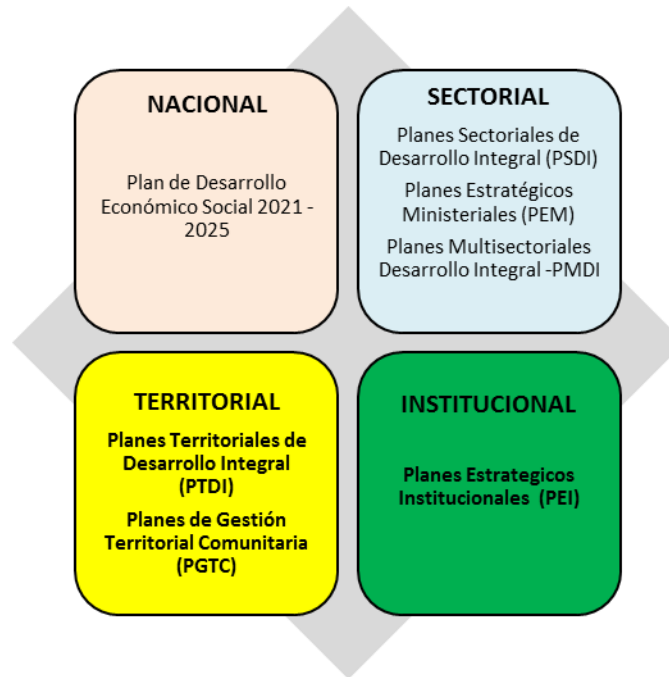 NACIONAL
Plan de Desarrollo
Económico Social 2021 -
2025
SECTORIAL
Planes Sectoriales de
Desarrollo Integral (PSDI)
Planes Estratégicos
Ministeriales (PEM)
Planes Multisectoriales
Desarrollo Integral -PMDI
TERRITORIAL
Planes Territoriales de
Desarrollo Integral
(PTDI)
Planes de Gestión
Territorial Comunitaria
(PGTC)
INSTITUCIONAL
Planes Estrategicos
Institucionales (PEI)